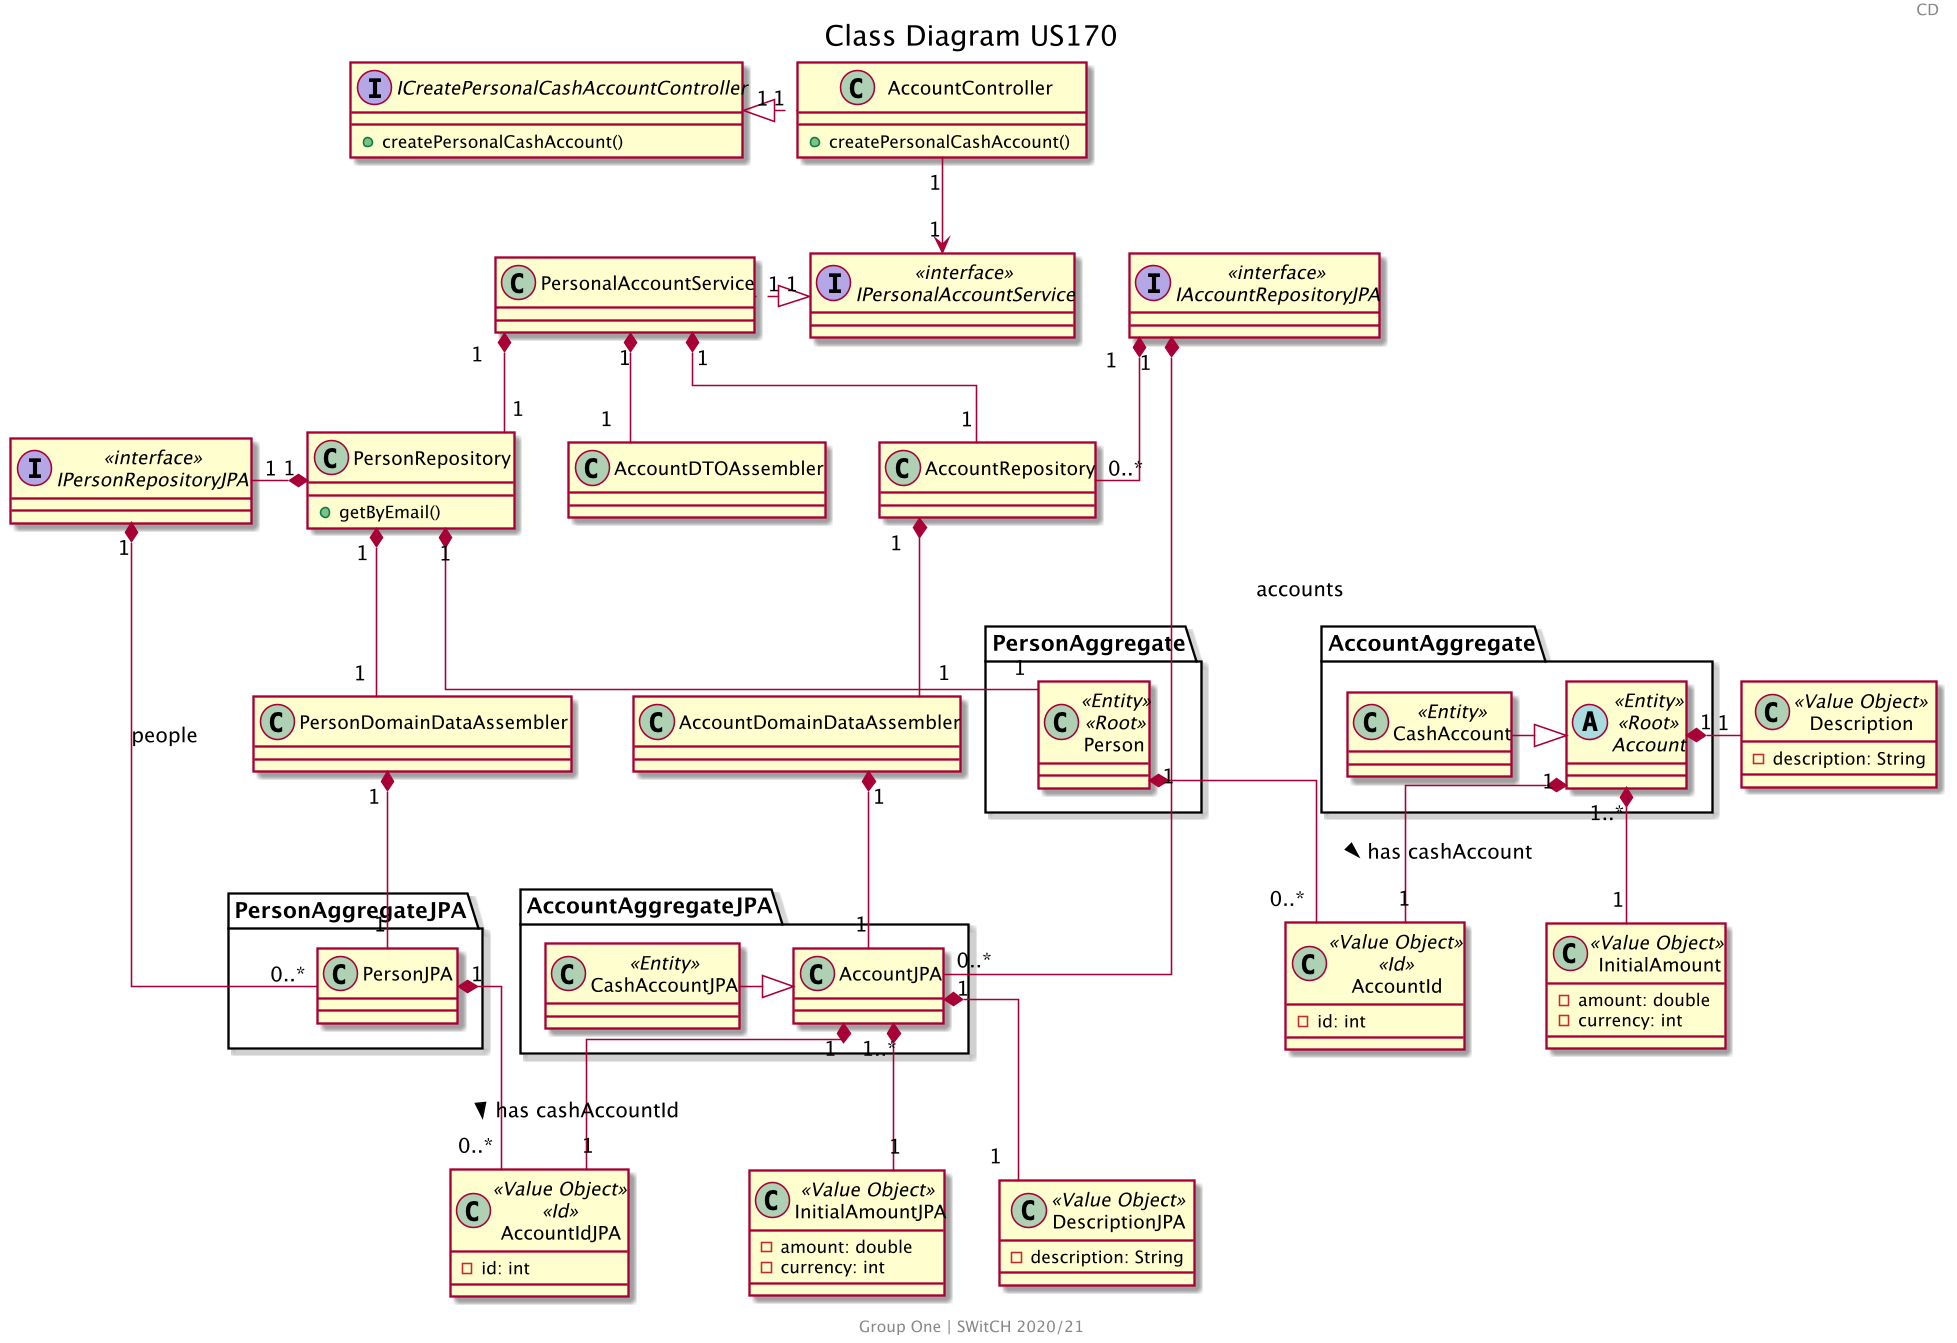 CD
Class Diagram US170
I
ICreatePersonalCashAccountController
createPersonalCashAccount()
1 1
C
AccountController
createPersonalCashAccount()
1
1
C
PersonalAccountService
1 1
I
«interface»
IPersonalAccountService
I
«interface»
IAccountRepositoryJPA
1
1
1
1
1
1
1
1
I
«interface»
IPersonRepositoryJPA
1 1
C
PersonRepository
getByEmail()
C
AccountDTOAssembler
C
AccountRepository
0..*
1
1
1
1
accounts
PersonAggregate
AccountAggregate
1
1
1
C
PersonDomainDataAssembler
C
AccountDomainDataAssembler
C
«Entity»
«Root»
Person
C
«Entity»
CashAccount
A
«Entity»
«Root»
Account
1 1
C
«Value Object»
Description
description: String
people
1
1
1
1
1..*
has cashAccount
0..*
1
1
PersonAggregateJPA
AccountAggregateJPA
1
1
0..*
C
PersonJPA
1
C
«Entity»
CashAccountJPA
C
AccountJPA
0..*
1
C
«Value Object»
«Id»
AccountId
id: int
C
«Value Object»
InitialAmount
amount: double
currency: int
1
1..*
has cashAccountId
0..*
1
1
1
C
«Value Object»
«Id»
AccountIdJPA
id: int
C
«Value Object»
InitialAmountJPA
amount: double
currency: int
C
«Value Object»
DescriptionJPA
description: String
Group One | SWitCH 2020/21